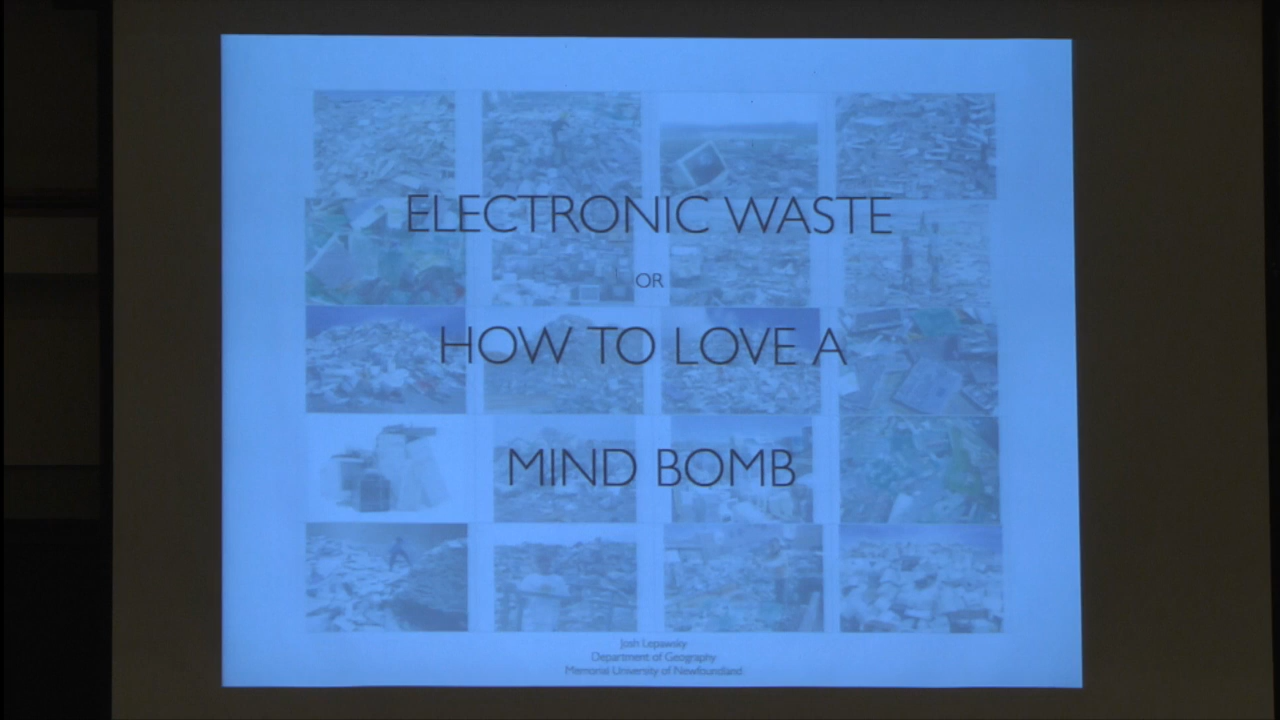 ELECTRONIC WASTE
OR
HOW TO LOVE A
MIND BOMB
Josh Lepawsky
Department of Geography
Memorial University of Newfoundland